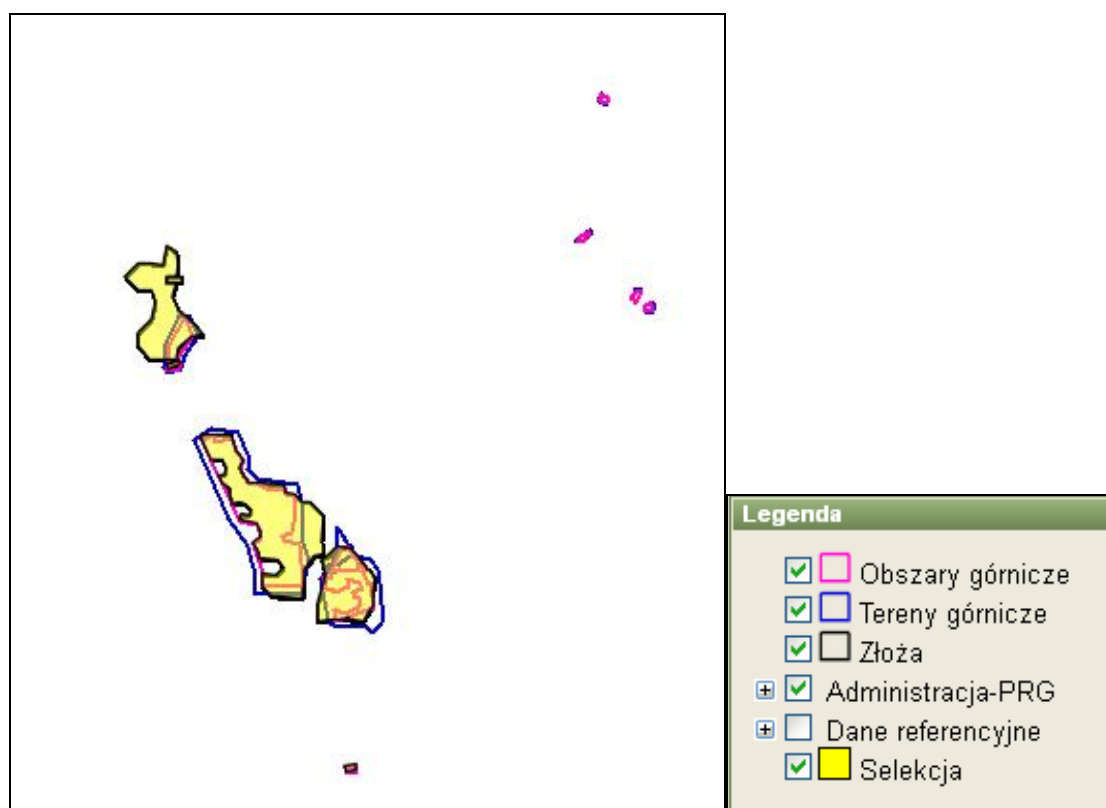 Legenda
Obszary górnicze
Tereny górnicze
Złoża
Administracja-PRG
Dane referencyjne
Selekcja